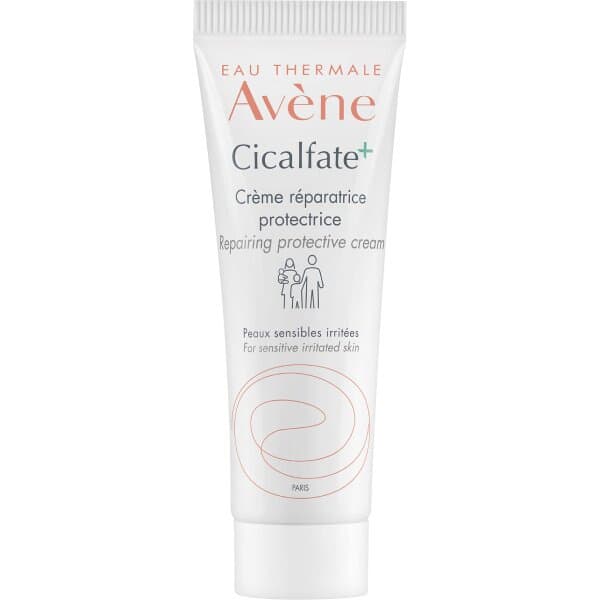 EAU THERMALE
Avène
Cicalfate+
Crème réparatrice
protectrice
Repairing protective cream
Peaux sensibles irritées
For sensitive irritated skin
PARIS